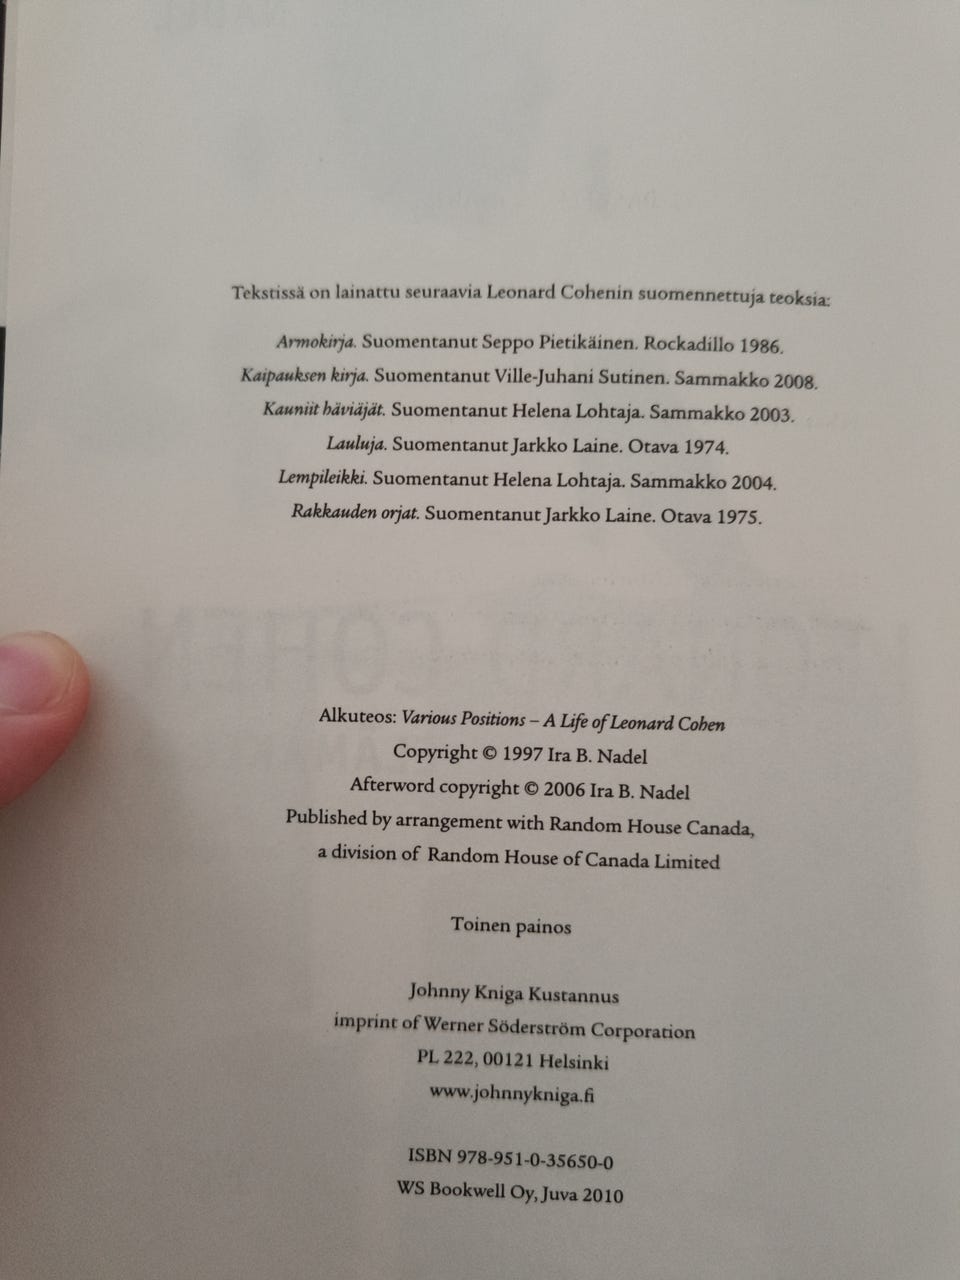 Tekstissä on lainattu seuraavia Leonard Cohenin suomennettuja teoksia:
Armokirja. Suomentanut Seppo Pietikäinen. Rockadillo 1986.
Kaipauksen kirja. Suomentanut Ville-Juhani Sutinen. Sammakko 2008.
Kauniit häviäjät. Suomentanut Helena Lohtaja. Sammakko 2003.
Lauluja. Suomentanut Jarkko Laine. Otava 1974.
Lempileikki. Suomentanut Helena Lohtaja. Sammakko 2004.
Rakkauden orjat. Suomentanut Jarkko Laine. Otava 1975.
Alkuteos: Various Positions – A Life of Leonard Cohen
Copyright © 1997 Ira B. Nadel
Afterword copyright © 2006 Ira B. Nadel
Published by arrangement with Random House Canada,
a division of Random House of Canada Limited
Toinen painos
Johnny Kniga Kustannus
imprint of Werner Söderström Corporation
PL 222, 00121 Helsinki
www.johnnykniga.fi
ISBN 978-951-0-35650-0
WS Bookwell Oy, Juva 2010